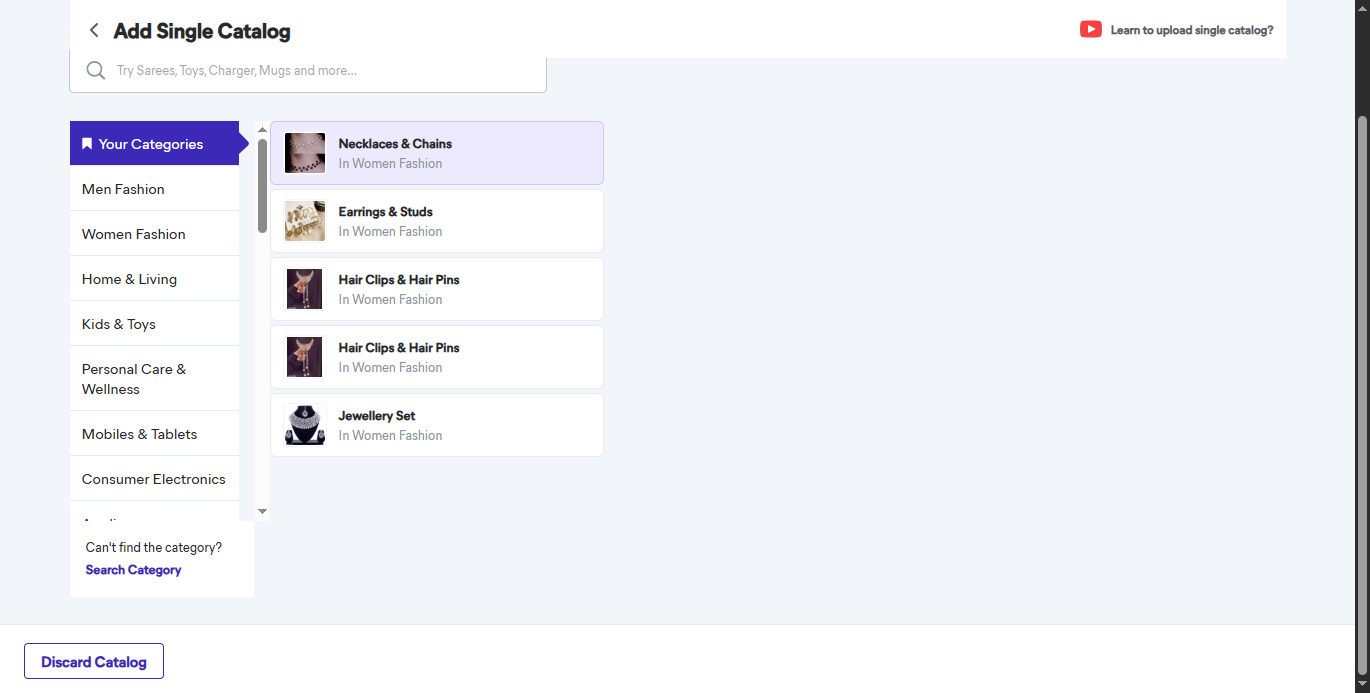 Add Single Catalog
Learn to upload single catalog?
Try Sarees, Toys, Charger, Mugs and more...
Your Categories
Men Fashion
Women Fashion
Home & Living
Kids & Toys
Personal Care &
Wellness
Mobiles & Tablets
Consumer Electronics
Can't find the category?
Search Category
Necklaces & Chains
In Women Fashion
Earrings & Studs
In Women Fashion
Hair Clips & Hair Pins
In Women Fashion
Hair Clips & Hair Pins
In Women Fashion
Jewellery Set
In Women Fashion
Discard Catalog